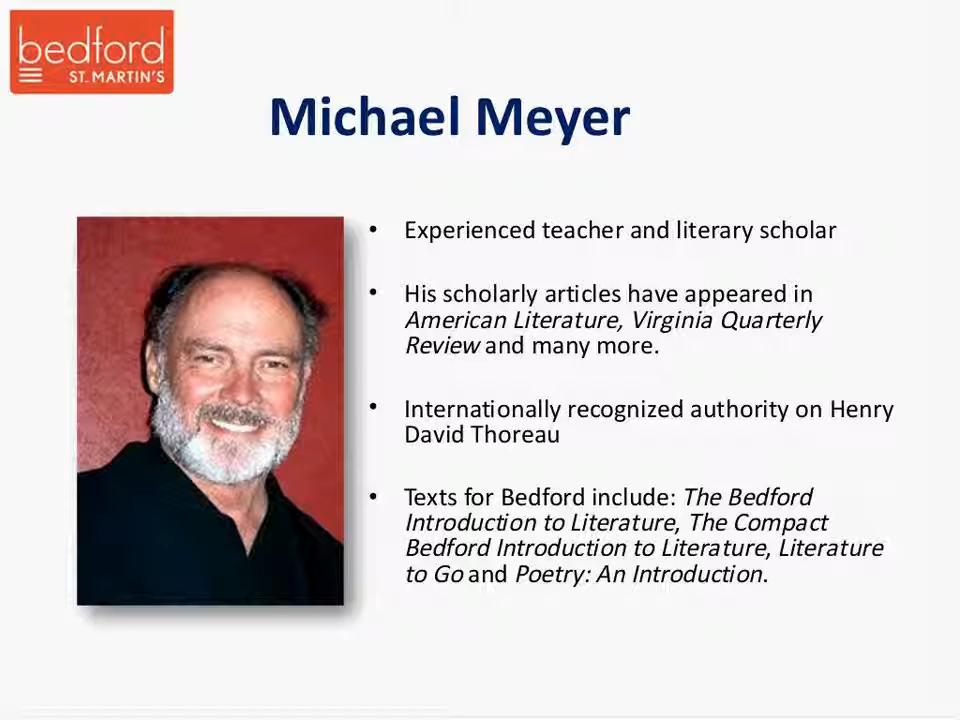 bedford
ST. MARTIN'S
Michael Meyer
• Experienced teacher and literary scholar
• His scholarly articles have appeared in
American Literature, Virginia Quarterly
Review and many more.
• Internationally recognized authority on Henry
David Thoreau
• Texts for Bedford include: The Bedford
Introduction to Literature, The Compact
Bedford Introduction to Literature, Literature
to Go and Poetry: An Introduction.